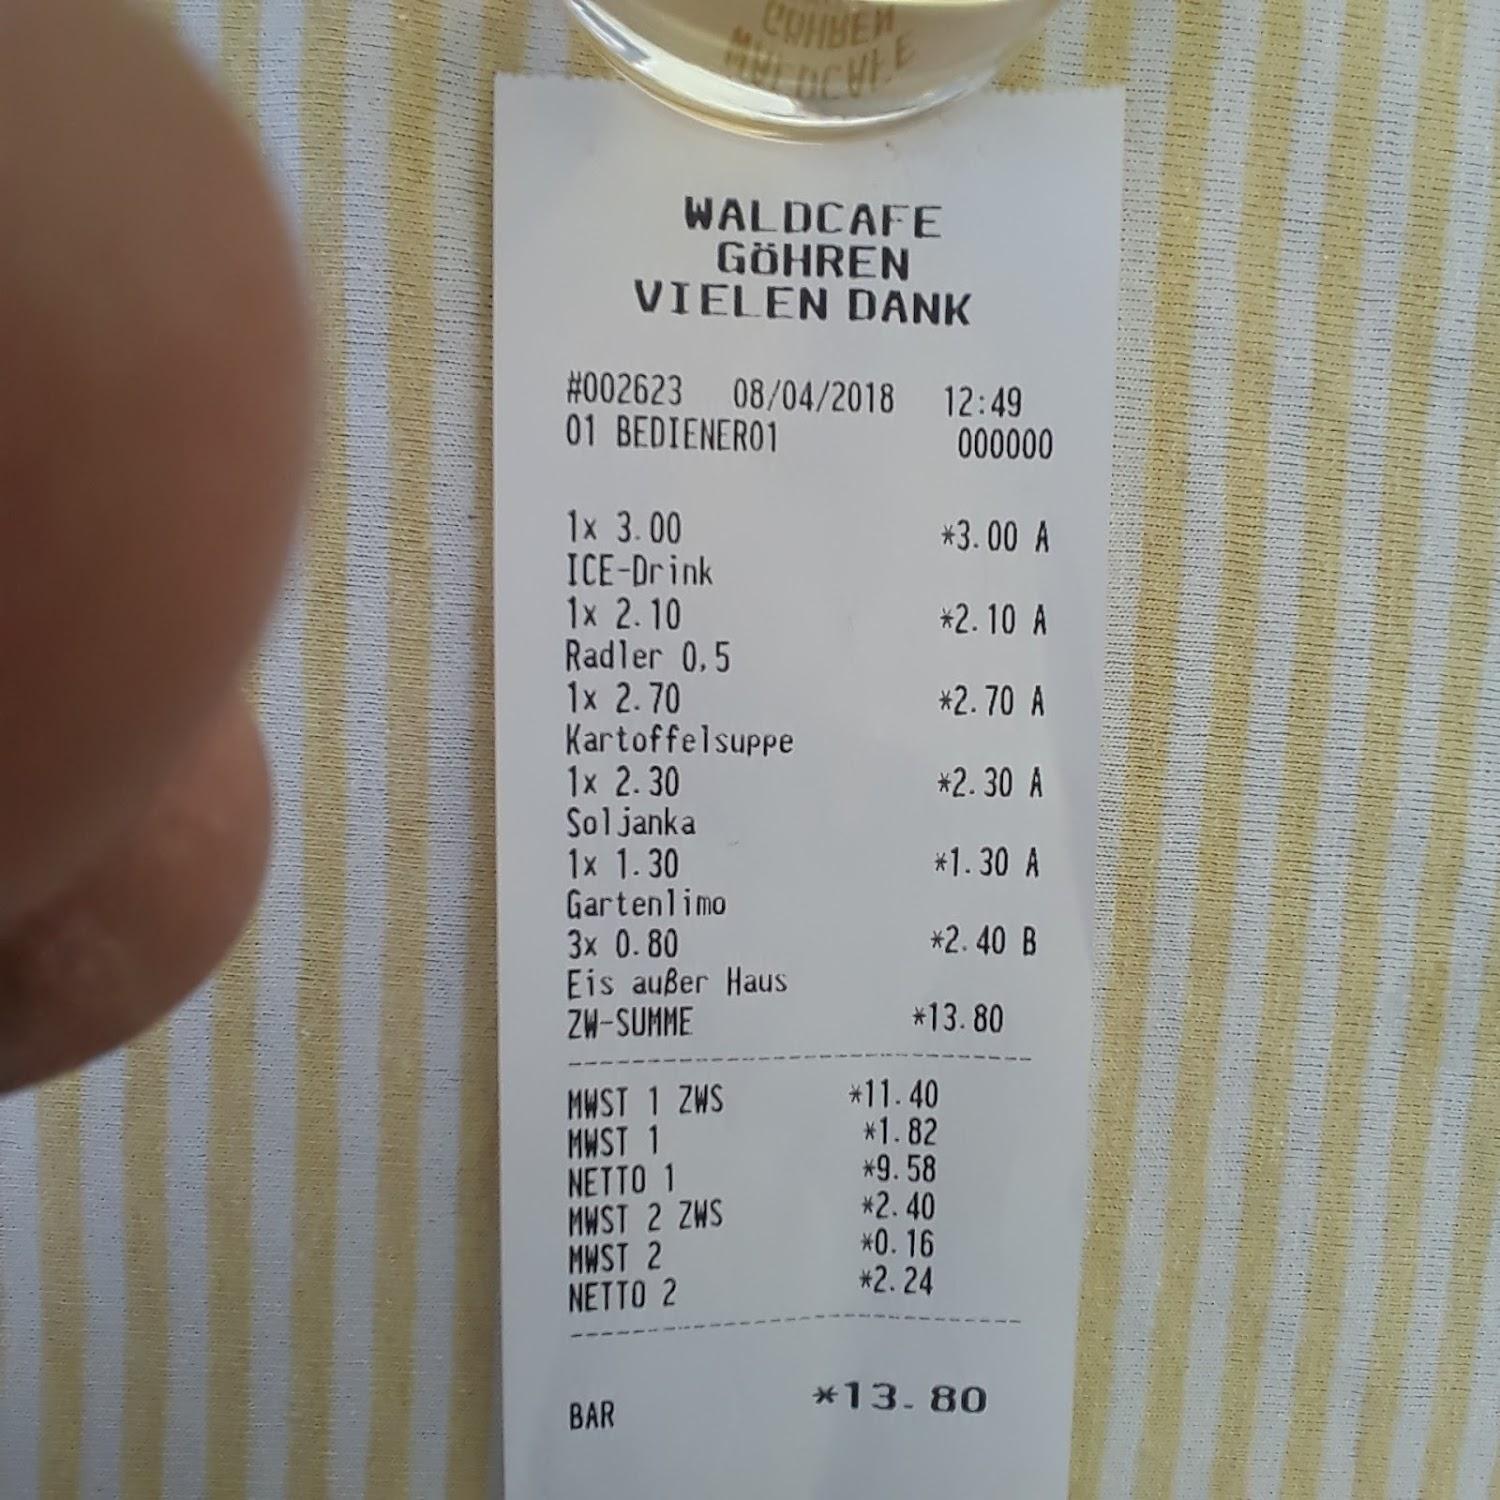 WALDCAFE
GÖHREN
VIELEN DANK
#002623 08/04/2018 12:49
01 BEDIENER01 000000
1x 3.00 *3.00 A
ICE-Drink
1x 2.10 *2.10 A
Radler 0,5
1x 2.70 *2.70 A
Kartoffelsuppe
1x 2.30 *2.30 A
Soljanka
1x 1.30 *1.30 A
Gartenlimo
3x 0.80 *2.40 B
Eis außer Haus
ZW-SUMME *13.80
MWST 1 ZWS *11.40
MWST 1 *1.82
NETTO 1 *9.58
MWST 2 ZWS *2.40
MWST 2 *0.16
NETTO 2 *2.24
BAR *13.80